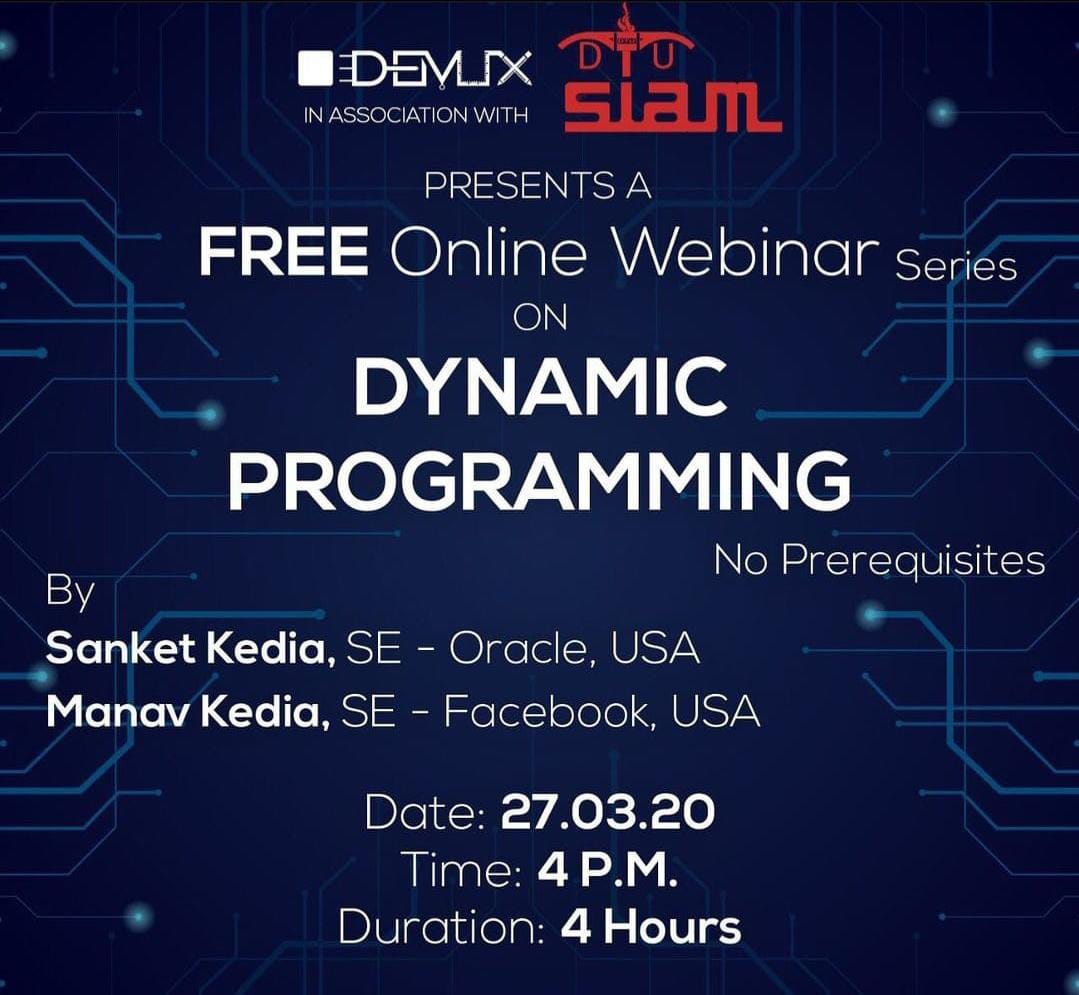 DEMUX
IN ASSOCIATION WITH
DTU
SIAM
PRESENTS A
FREE Online Webinar Series
ON
DYNAMIC
PROGRAMMING
No Prerequisites
By
Sanket Kedia, SE - Oracle, USA
Manav Kedia, SE - Facebook, USA
Date: 27.03.20
Time: 4 P.M.
Duration: 4 Hours